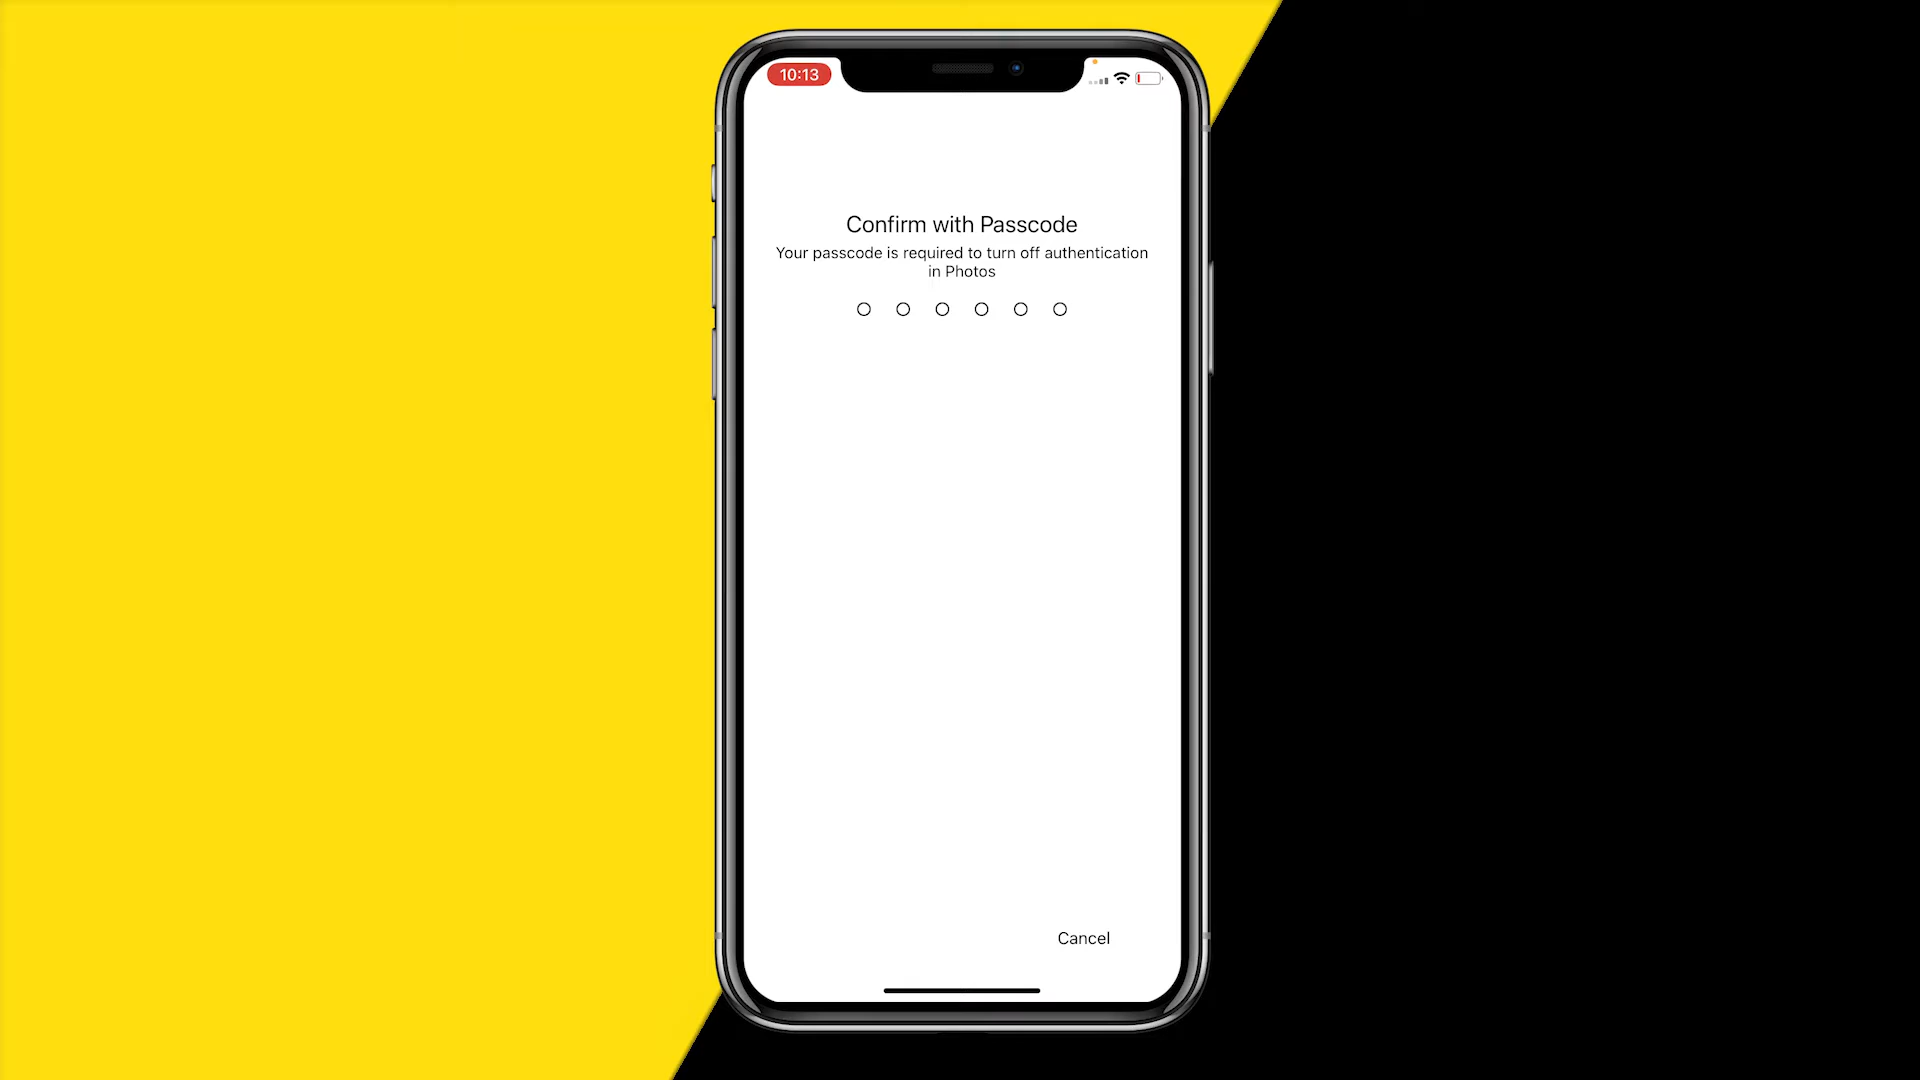 10:13
Confirm with Passcode
Your passcode is required to turn off authentication
in Photos
Cancel